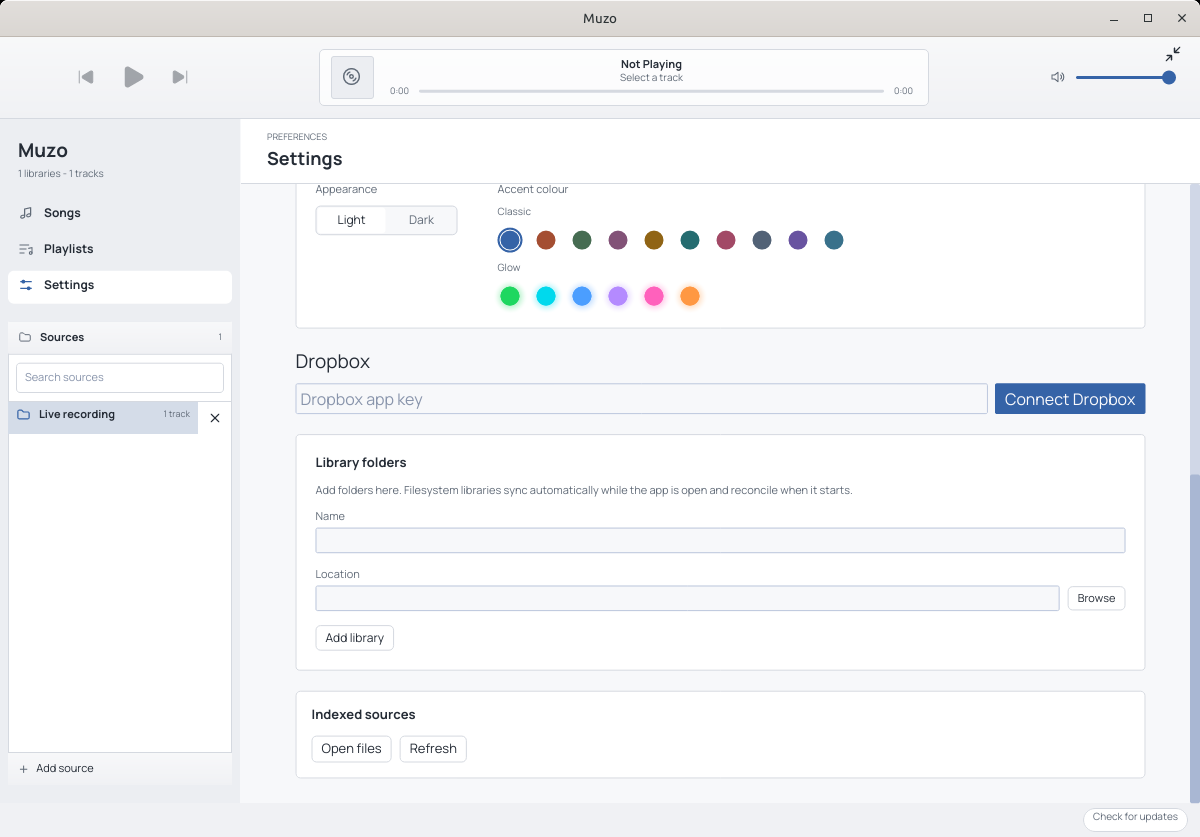 Muzo
Not Playing
Select a track
0:00
0:00
Muzo
1 libraries - 1 tracks
Songs
Playlists
Settings
Sources
1
Search sources
Live recording
1 track
Add source
PREFERENCES
Settings
Appearance
Light
Dark
Accent colour
Classic
Glow
Dropbox
Dropbox app key
Connect Dropbox
Library folders
Add folders here. Filesystem libraries sync automatically while the app is open and reconcile when it starts.
Name
Location
Browse
Add library
Indexed sources
Open files
Refresh
Check for updates